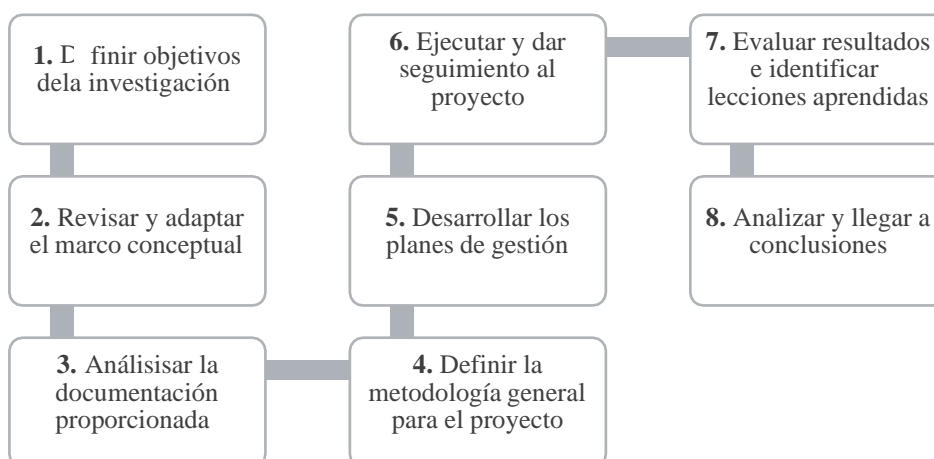 1. D finir objetivos
dela investigación
2. Revisar y adaptar
el marco conceptual
3. Análisisar la
documentación
proporcionada
4. Definir la
metodología general
para el proyecto
5. Desarrollar los
planes de gestión
6. Ejecutar y dar
seguimiento al
proyecto
7. Evaluar resultados
e identificar
lecciones aprendidas
8. Analizar y llegar a
conclusiones